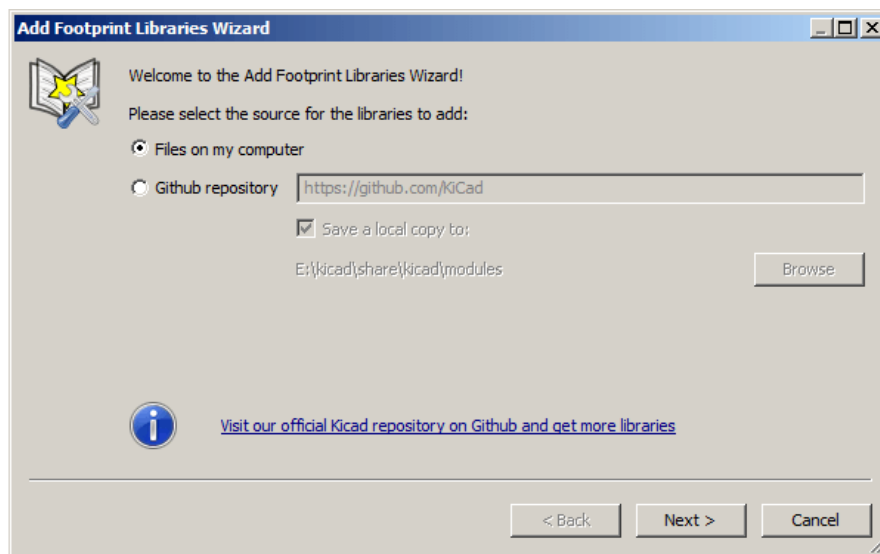 Add Footprint Libraries Wizard
Welcome to the Add Footprint Libraries Wizard!
Please select the source for the libraries to add:
Files on my computer
Github repository https://github.com/KiCad
Save a local copy to:
E:\kicad\share\kicad\modules Browse
Visit our official Kicad repository on Github and get more libraries
< Back Next > Cancel